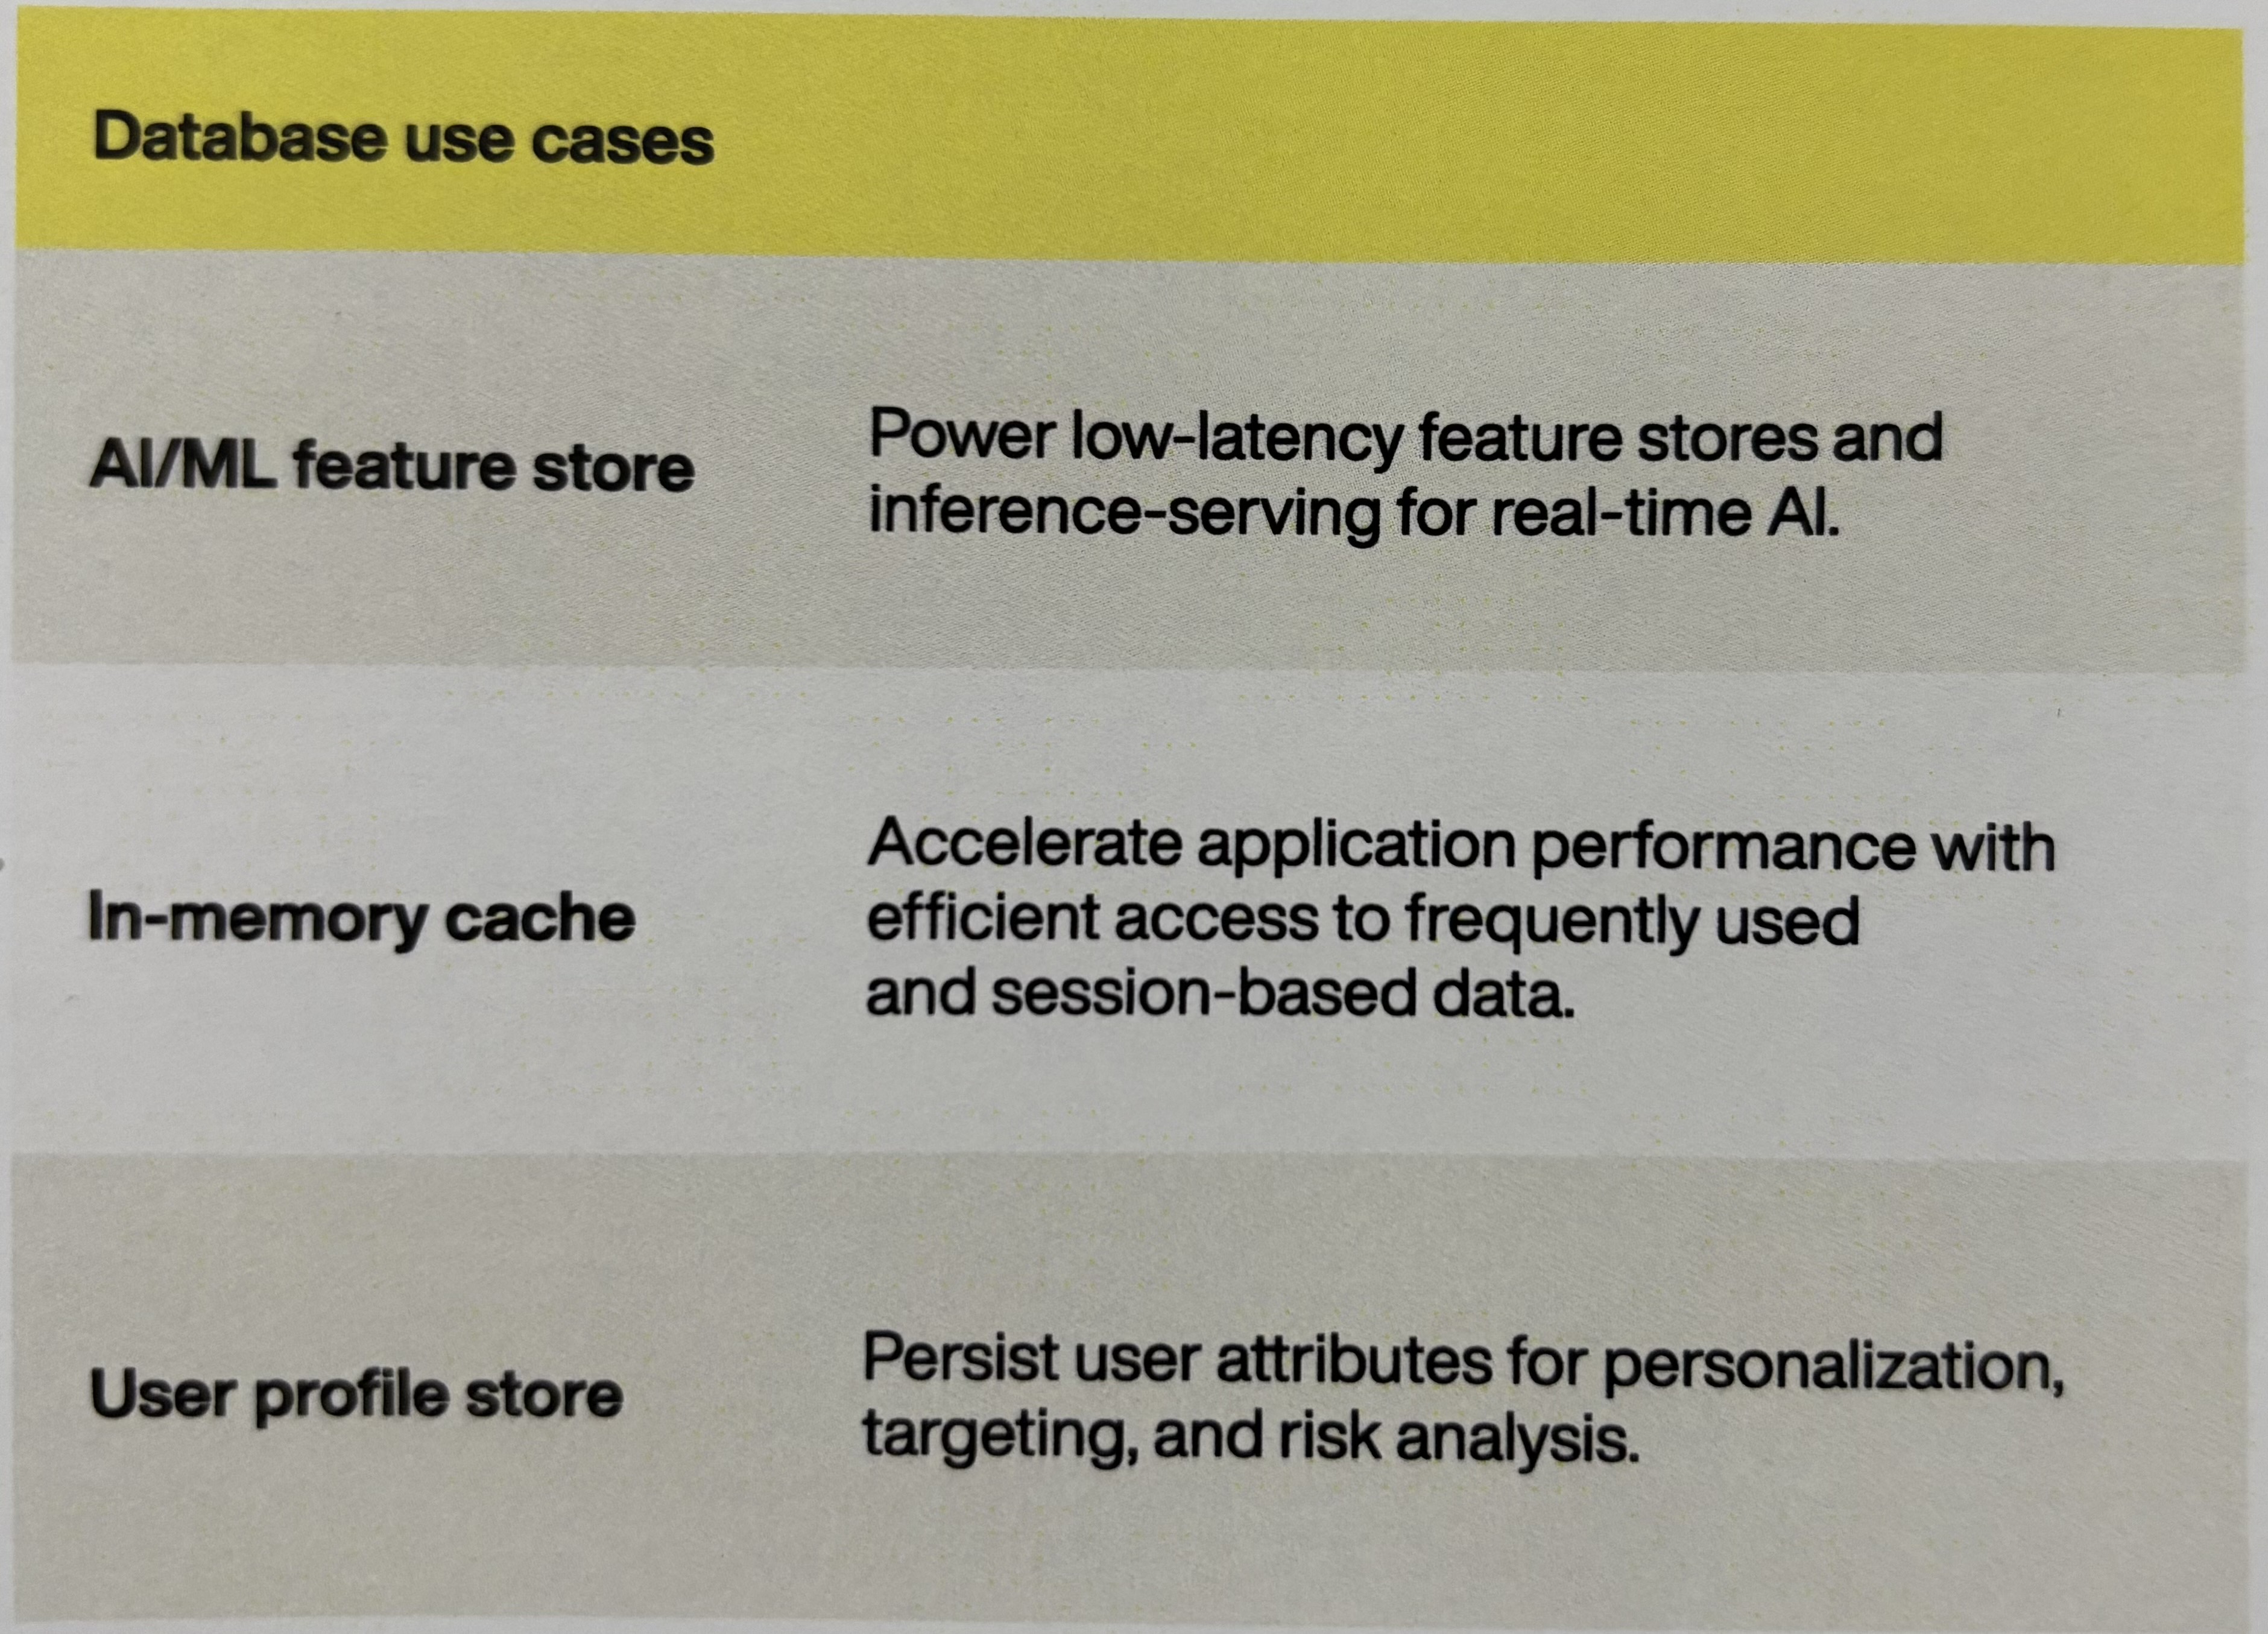 Database use cases
AI/ML feature store
Power low-latency feature stores and
inference-serving for real-time AI.
In-memory cache
Accelerate application performance with
efficient access to frequently used
and session-based data.
User profile store
Persist user attributes for personalization,
targeting, and risk analysis.